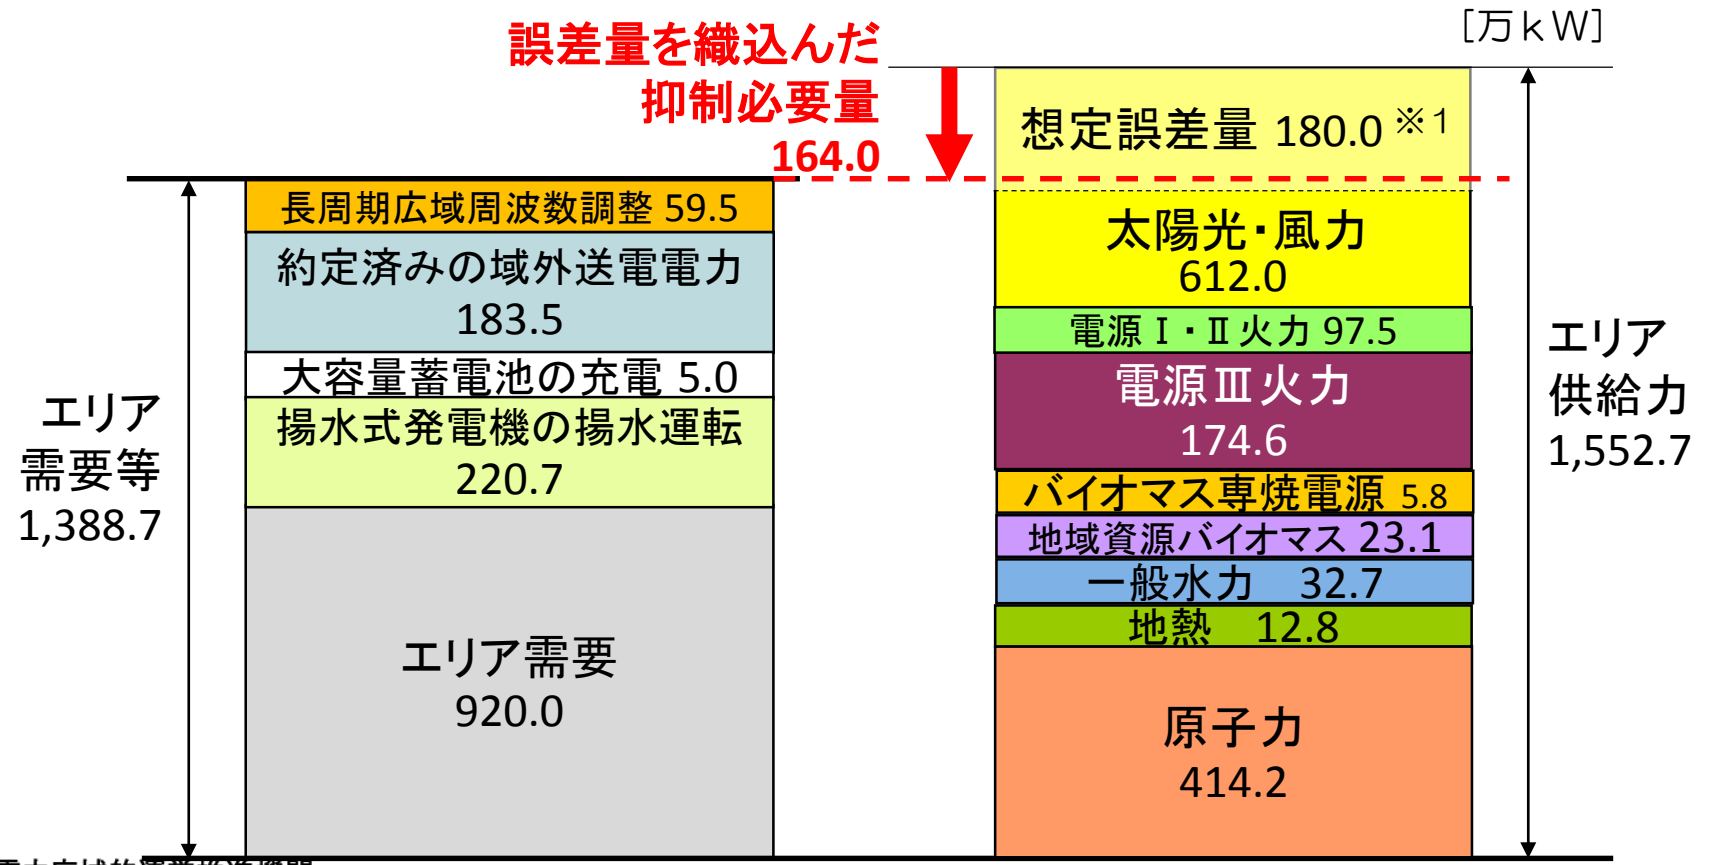 [万ｋW]
誤差量を織込んだ
抑制必要量
164.0
想定誤差量 180.0 ※1
長周期広域周波数調整 59.5
約定済みの域外送電電力
183.5
大容量蓄電池の充電 5.0
揚水式発電機の揚水運転
220.7
エリア需要
920.0
エリア
需要等
1,388.7
太陽光・風力
612.0
電源Ⅰ・Ⅱ火力 97.5
電源Ⅲ火力
174.6
バイオマス専焼電源 5.8
地域資源バイオマス 23.1
一般水力　32.7
地熱　12.8
原子力
414.2
エリア
供給力
1,552.7